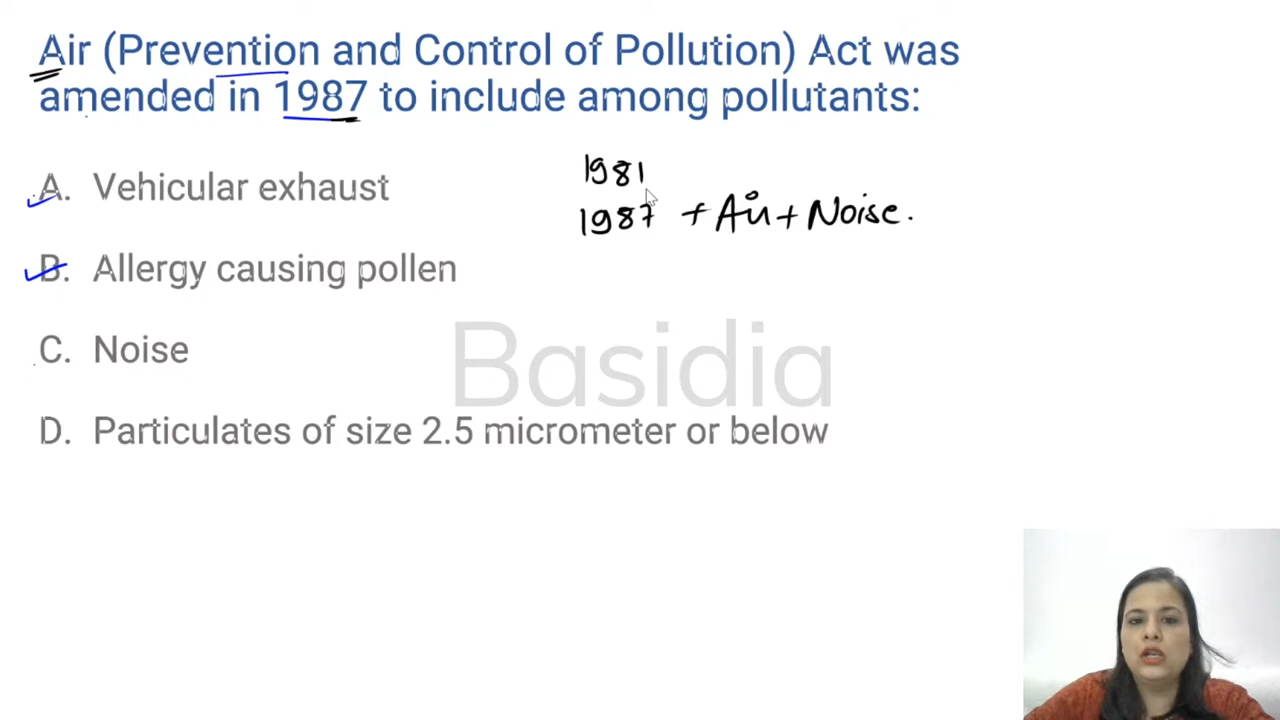 Air (Prevention and Control of Pollution) Act was
amended in 1987 to include among pollutants:
1981
A. Vehicular exhaust
1987 + Air + Noise.
B. Allergy causing pollen
C. Noise
Basidia
D. Particulates of size 2.5 micrometer or below